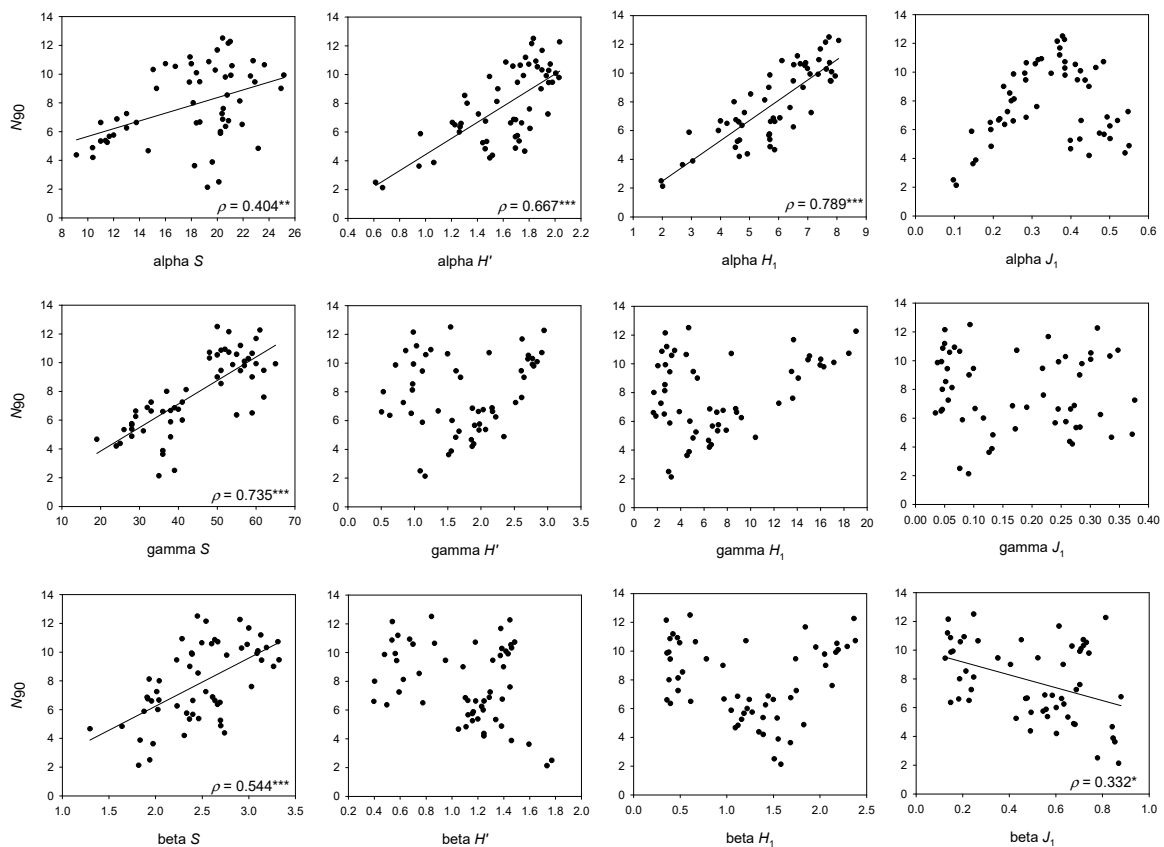 14
12
10
8
6
4
2
0
N90
8 10 12 14 16 18 20 22 24 26
alpha S
ρ = 0.404**
14
12
10
8
6
4
2
0
0.4 0.6 0.8 1.0 1.2 1.4 1.6 1.8 2.0 2.2
alpha H'
ρ = 0.667***
14
12
10
8
6
4
2
0
1 2 3 4 5 6 7 8 9
alpha H1
ρ = 0.789***
14
12
10
8
6
4
2
0
0.0 0.1 0.2 0.3 0.4 0.5 0.6
alpha J1
14
12
10
8
6
4
2
0
N90
10 20 30 40 50 60 70
gamma S
ρ = 0.735***
14
12
10
8
6
4
2
0
0.0 0.5 1.0 1.5 2.0 2.5 3.0 3.5
gamma H'
14
12
10
8
6
4
2
0
0 2 4 6 8 10 12 14 16 18 20
gamma H1
14
12
10
8
6
4
2
0
0.00 0.05 0.10 0.15 0.20 0.25 0.30 0.35 0.40
gamma J1
14
12
10
8
6
4
2
0
N90
1.0 1.5 2.0 2.5 3.0 3.5
beta S
ρ = 0.544***
14
12
10
8
6
4
2
0
0.2 0.4 0.6 0.8 1.0 1.2 1.4 1.6 1.8 2.0
beta H'
14
12
10
8
6
4
2
0
0.0 0.5 1.0 1.5 2.0 2.5
beta H1
14
12
10
8
6
4
2
0
0.0 0.2 0.4 0.6 0.8 1.0
beta J1
ρ = 0.332*